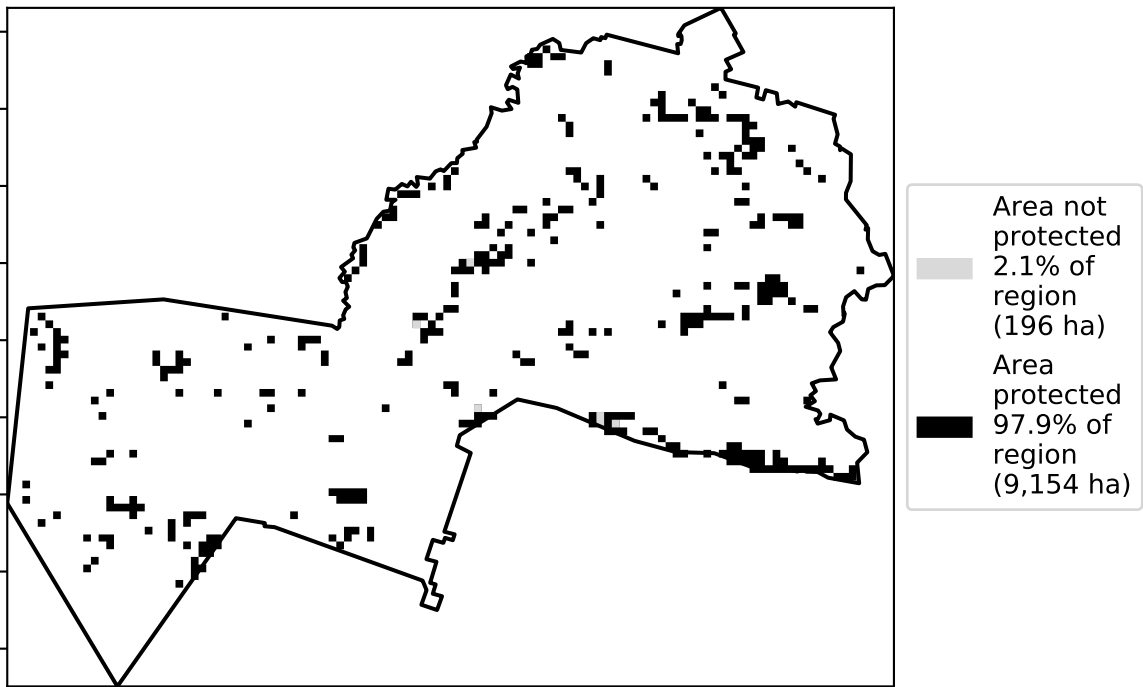 Area not
protected
2.1% of
region
(196 ha)
Area
protected
97.9% of
region
(9,154 ha)